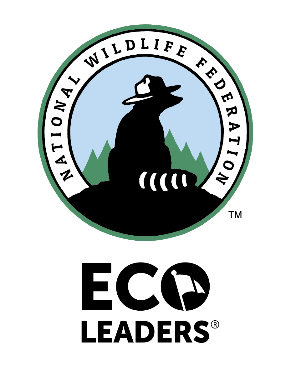 NATIONAL WILDLIFE FEDERATION
TM
ECO
LEADERS®